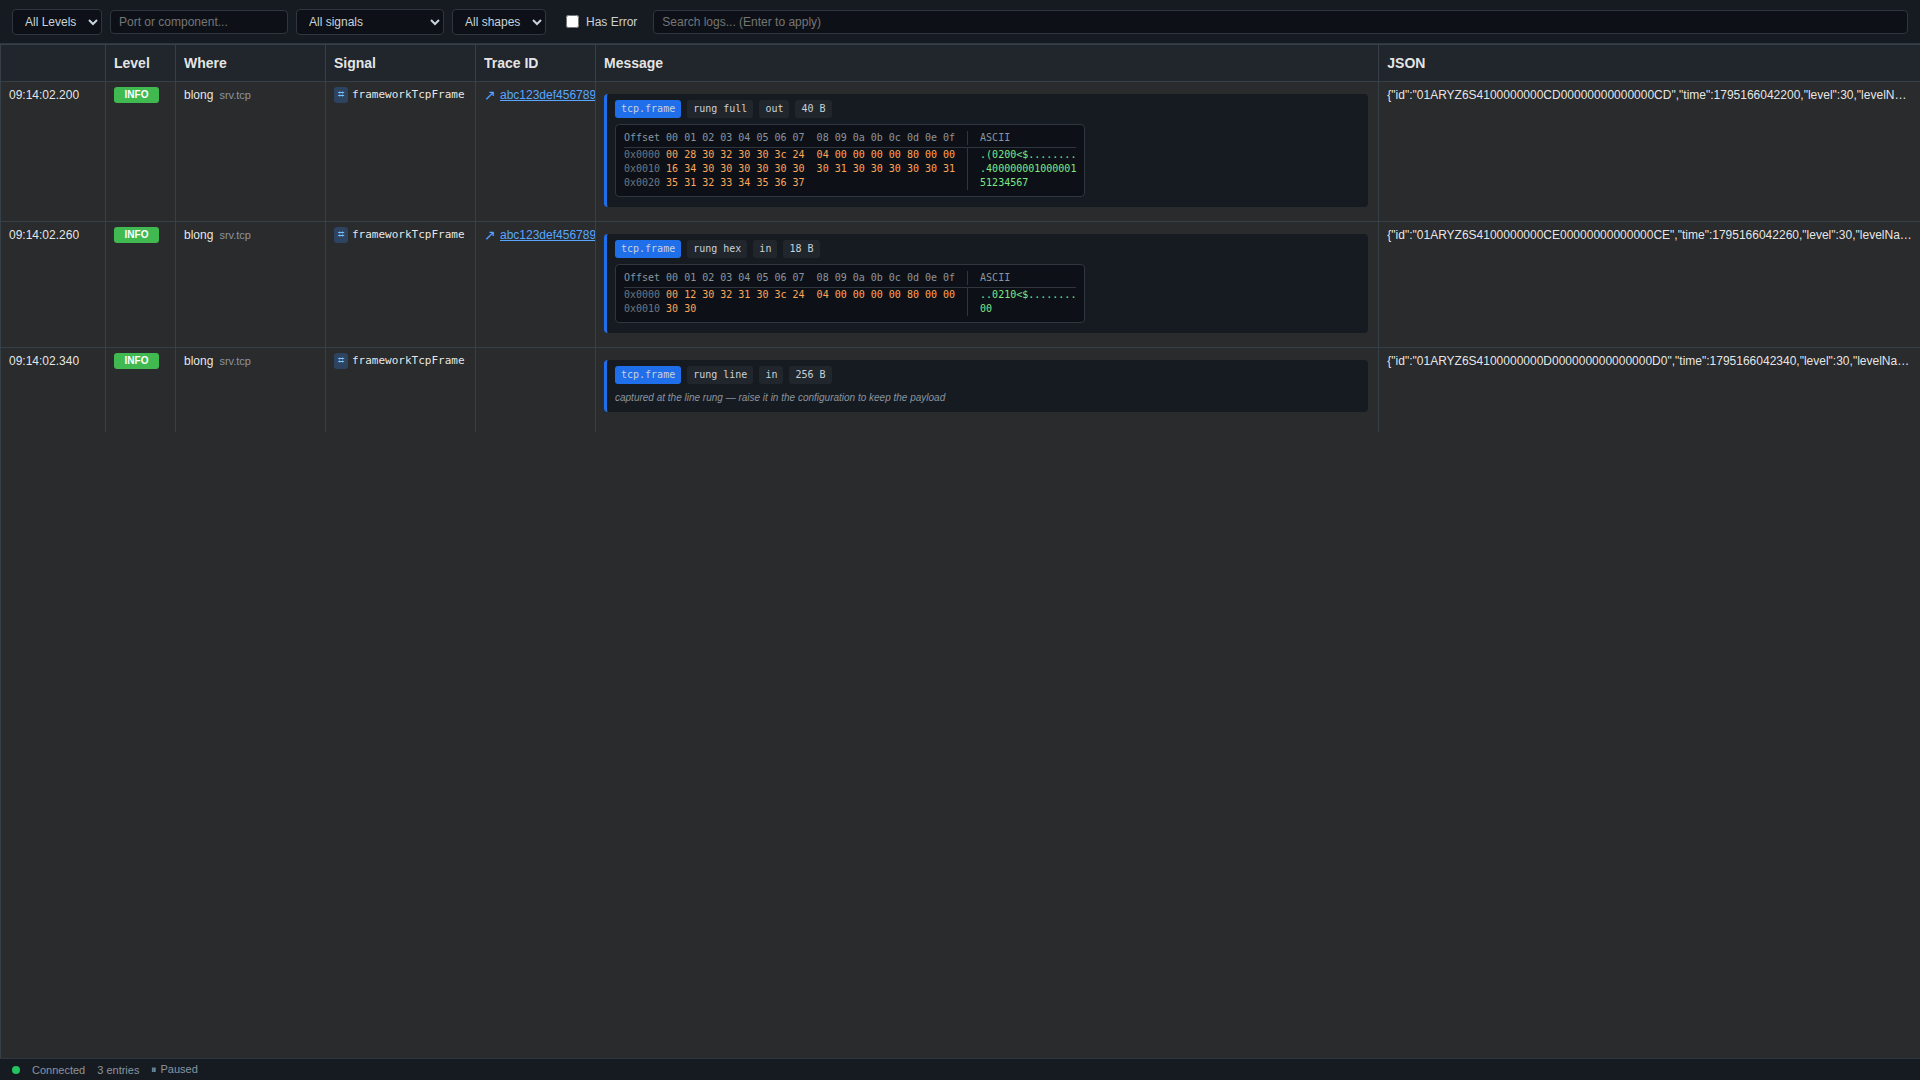 All Levels Port or component... All signals All shapes Has Error Search logs... (Enter to apply)
Level Where Signal Trace ID Message JSON
09:14:02.200 INFO blong srv.tcp # frameworkTcpFrame ↗ abc123def456789 {"id":"01ARYZ6S4100000000CD00000000000000CD","time":1795166042200,"level":30,"levelN…
tcp.frame rung full out 40 B
Offset 00 01 02 03 04 05 06 07 08 09 0a 0b 0c 0d 0e 0f ASCII
0x0000 00 28 30 32 30 30 3c 24 04 00 00 00 00 80 00 00 .(0200<$........
0x0010 16 34 30 30 30 30 30 30 30 31 30 30 30 30 30 31 .400000001000001
0x0020 35 31 32 33 34 35 36 37 51234567
09:14:02.260 INFO blong srv.tcp # frameworkTcpFrame ↗ abc123def456789 {"id":"01ARYZ6S4100000000CE00000000000000CE","time":1795166042260,"level":30,"levelNa…
tcp.frame rung hex in 18 B
Offset 00 01 02 03 04 05 06 07 08 09 0a 0b 0c 0d 0e 0f ASCII
0x0000 00 12 30 32 31 30 3c 24 04 00 00 00 00 80 00 00 ..0210<$........
0x0010 30 30 00
09:14:02.340 INFO blong srv.tcp # frameworkTcpFrame {"id":"01ARYZ6S4100000000D000000000000000D0","time":1795166042340,"level":30,"levelNa…
tcp.frame rung line in 256 B
captured at the line rung — raise it in the configuration to keep the payload
Connected 3 entries ⏸ Paused